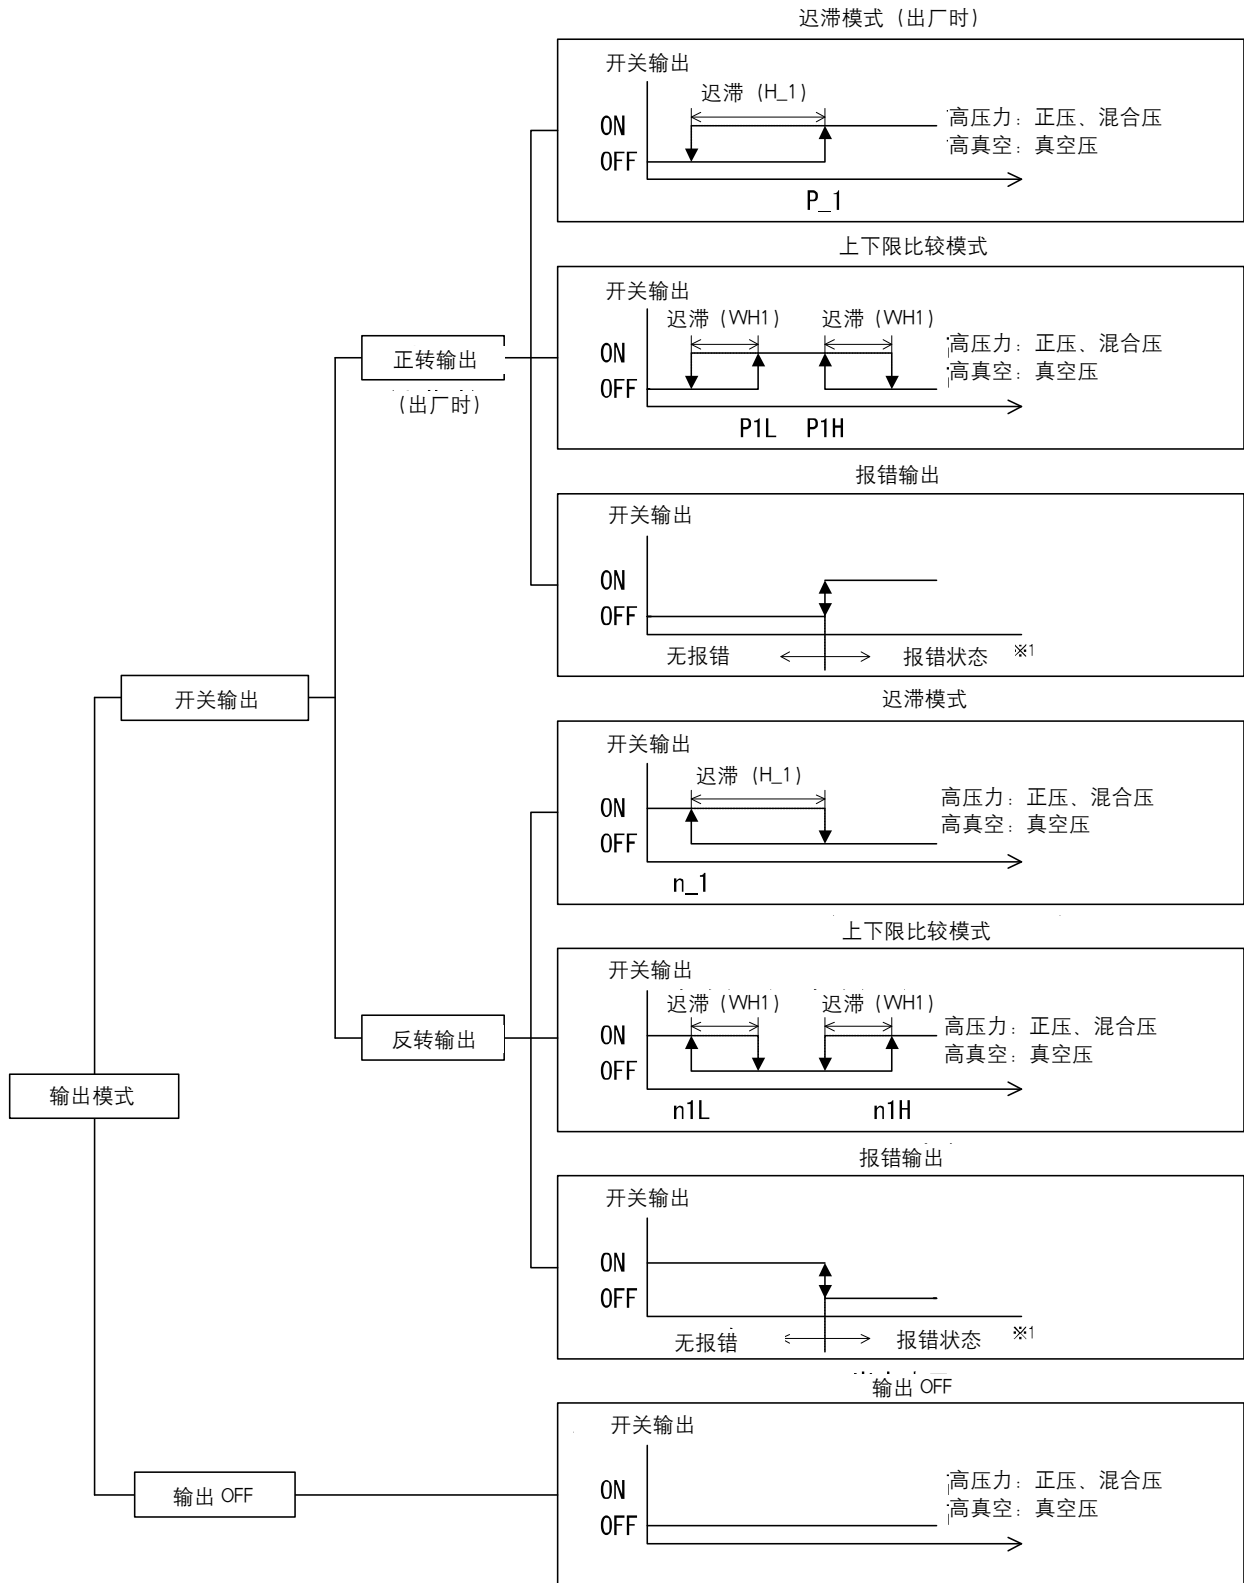 迟滞模式（出厂时）
开关输出
迟滞（H_1）
ON
OFF
高压力：正压、混合压
高真空：真空压
P_1
上下限比较模式
开关输出
迟滞（WH1）
迟滞（WH1）
ON
OFF
高压力：正压、混合压
高真空：真空压
P1L
P1H
正转输出
（出厂时）
报错输出
开关输出
ON
OFF
无报错
报错状态
※1
开关输出
迟滞模式
开关输出
迟滞（H_1）
ON
OFF
高压力：正压、混合压
高真空：真空压
n_1
上下限比较模式
开关输出
迟滞（WH1）
迟滞（WH1）
ON
OFF
高压力：正压、混合压
高真空：真空压
n1L
n1H
反转输出
输出模式
报错输出
开关输出
ON
OFF
无报错
报错状态
※1
输出 OFF
开关输出
ON
OFF
高压力：正压、混合压
高真空：真空压
输出 OFF